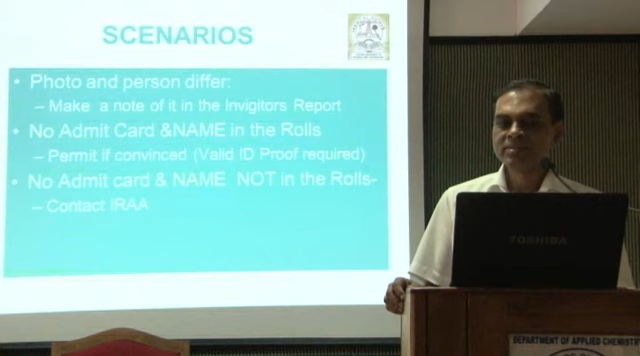 SCENARIOS
• Photo and person differ:
– Make a note of it in the Invigitors Report
• No Admit Card &NAME in the Rolls
– Permit if convinced (Valid ID Proof required)
• No Admit card & NAME NOT in the Rolls-
– Contact IRAA
TOSHIBA
DEPARTMENT OF APPLIED CHEMIST